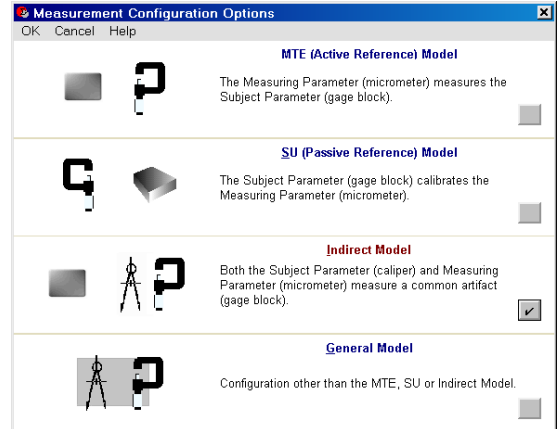 Measurement Configuration Options
OK Cancel Help
MTE (Active Reference) Model
The Measuring Parameter (micrometer) measures the
Subject Parameter (gage block).
SU (Passive Reference) Model
The Subject Parameter (gage block) calibrates the
Measuring Parameter (micrometer).
Indirect Model
Both the Subject Parameter (caliper) and Measuring
Parameter (micrometer) measure a common artifact
(gage block).
General Model
Configuration other than the MTE, SU or Indirect Model.